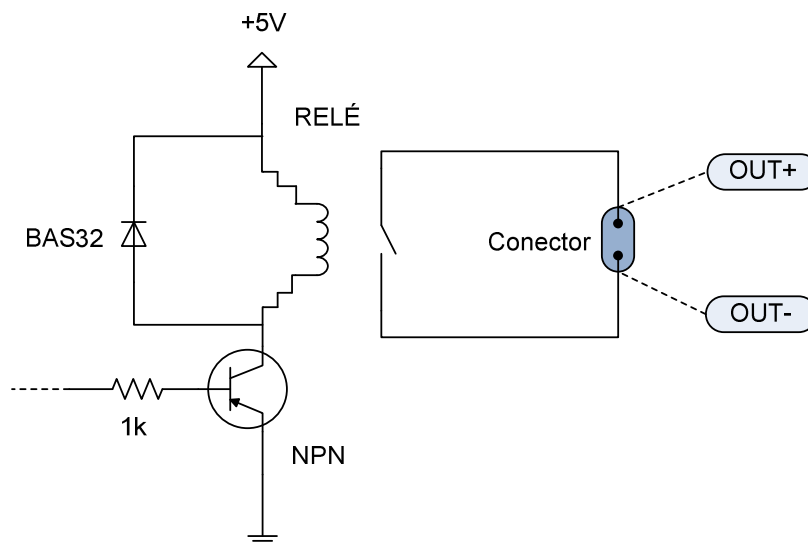 +5V
RELÉ
OUT+
BAS32
Conector
OUT-
1k
NPN